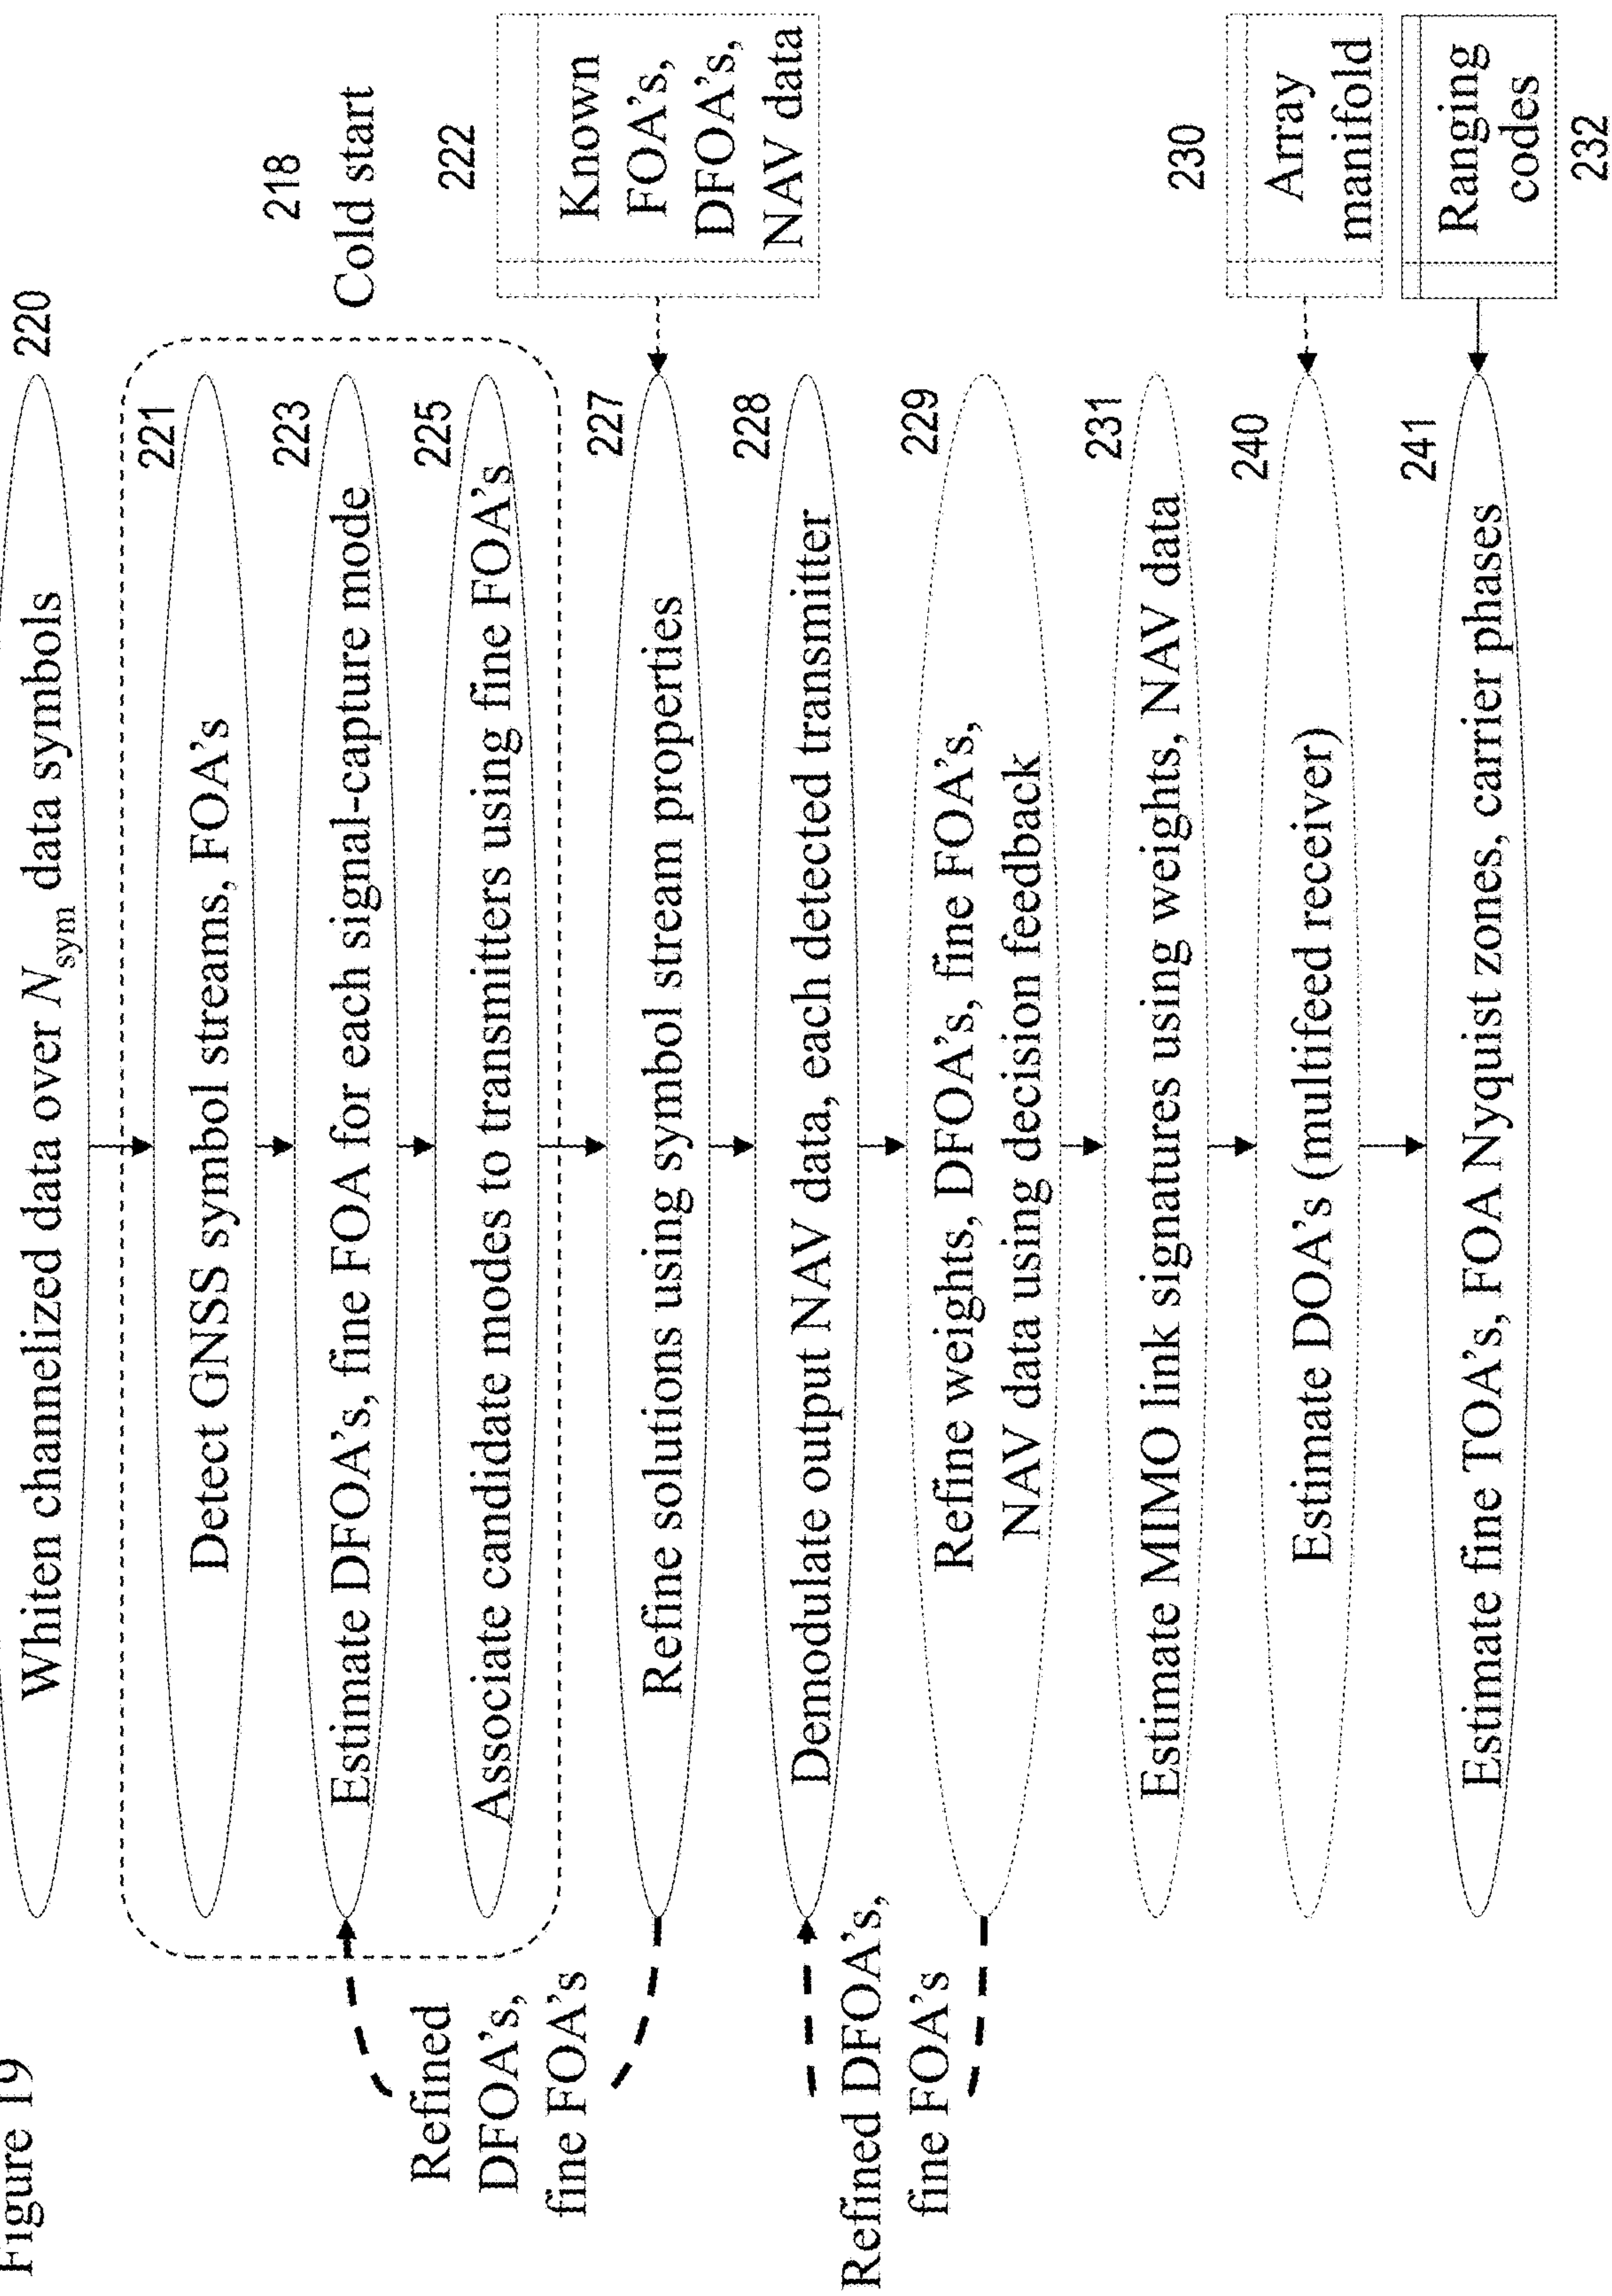 Figure 19
Whiten channelized data over Nsym data symbols
220
221
Detect GNSS symbol streams, FOA's
218
Cold start
223
Estimate DFOA's, fine FOA for each signal-capture mode
225
Associate candidate modes to transmitters using fine FOA's
Refined
DFOA's,
fine FOA's
222
Known
FOA's,
DFOA's,
NAV data
227
Refine solutions using symbol stream properties
228
Demodulate output NAV data, each detected transmitter
Refined DFOA's,
fine FOA's
229
Refine weights, DFOA's, fine FOA's,
NAV data using decision feedback
231
Estimate MIMO link signatures using weights, NAV data
230
Array
manifold
240
Estimate DOA's (multifeed receiver)
Ranging
codes
232
241
Estimate fine TOA's, FOA Nyquist zones, carrier phases